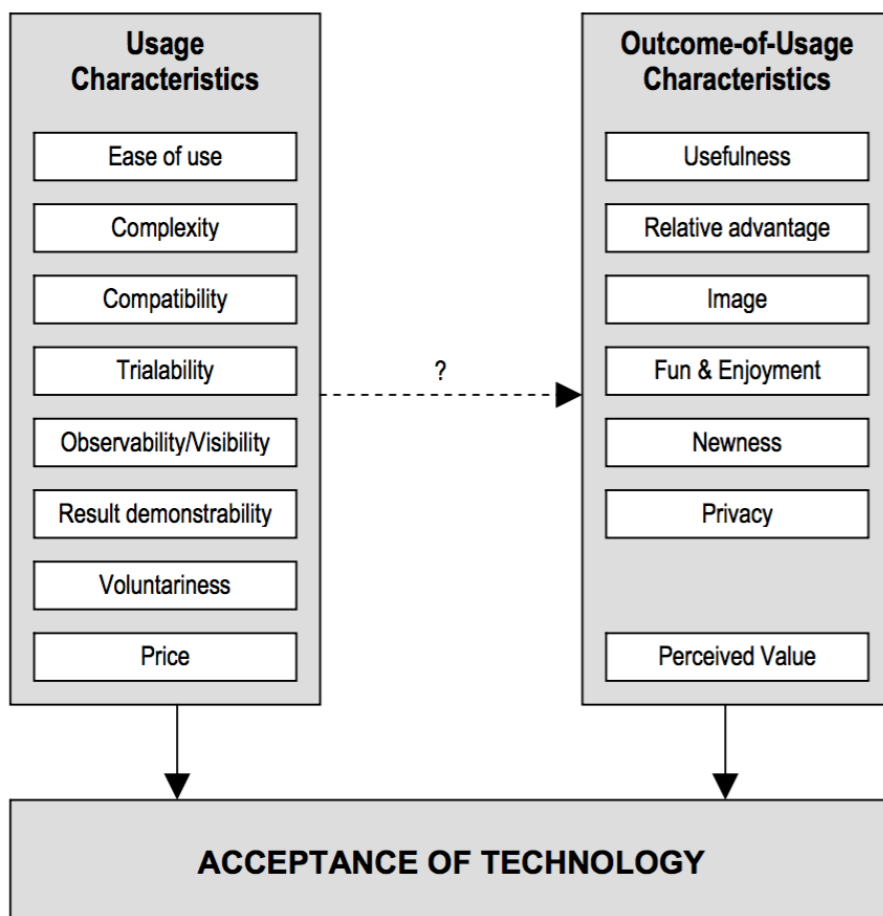 Usage
Characteristics
Ease of use
Complexity
Compatibility
Trialability
Observability/Visibility
Result demonstrability
Voluntariness
Price
?
Outcome-of-Usage
Characteristics
Usefulness
Relative advantage
Image
Fun & Enjoyment
Newness
Privacy
Perceived Value
ACCEPTANCE OF TECHNOLOGY